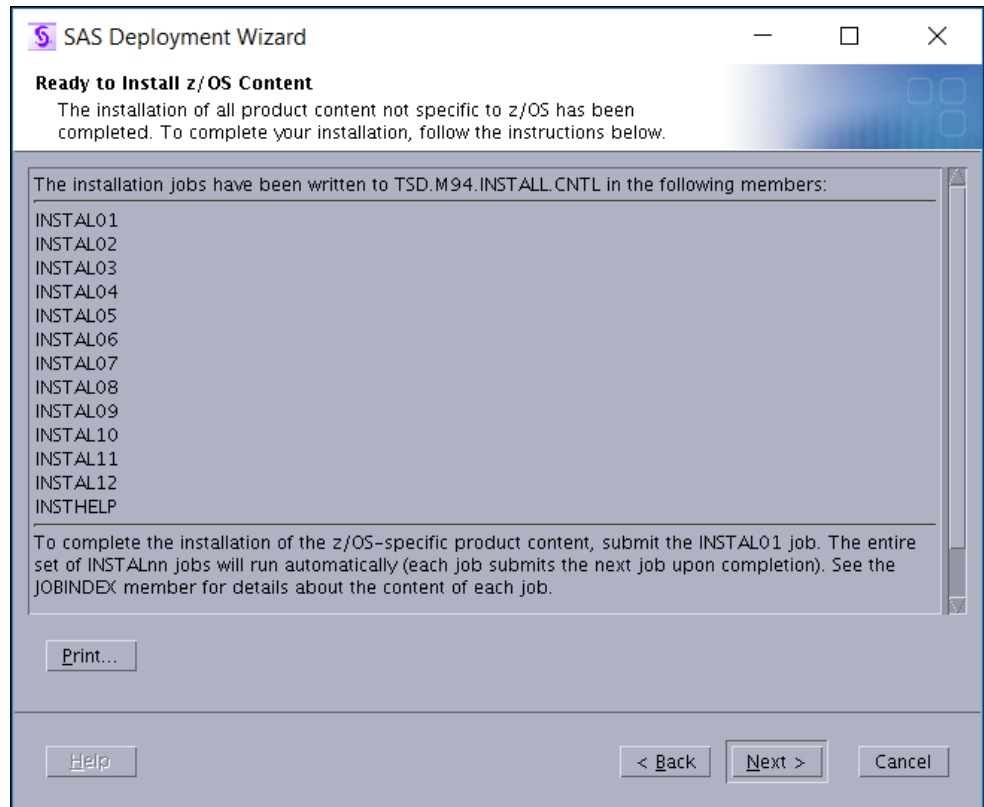 SAS Deployment Wizard
Ready to Install z/OS Content
The installation of all product content not specific to z/OS has been
completed. To complete your installation, follow the instructions below.
The installation jobs have been written to TSD.M94.INSTALL.CNTL in the following members:
INSTAL01
INSTAL02
INSTAL03
INSTAL04
INSTAL05
INSTAL06
INSTAL07
INSTAL08
INSTAL09
INSTAL10
INSTAL11
INSTAL12
INSTHELP
To complete the installation of the z/OS-specific product content, submit the INSTAL01 job. The entire
set of INSTALnn jobs will run automatically (each job submits the next job upon completion). See the
JOBINDEX member for details about the content of each job.
Print...
Help
< Back
Next >
Cancel